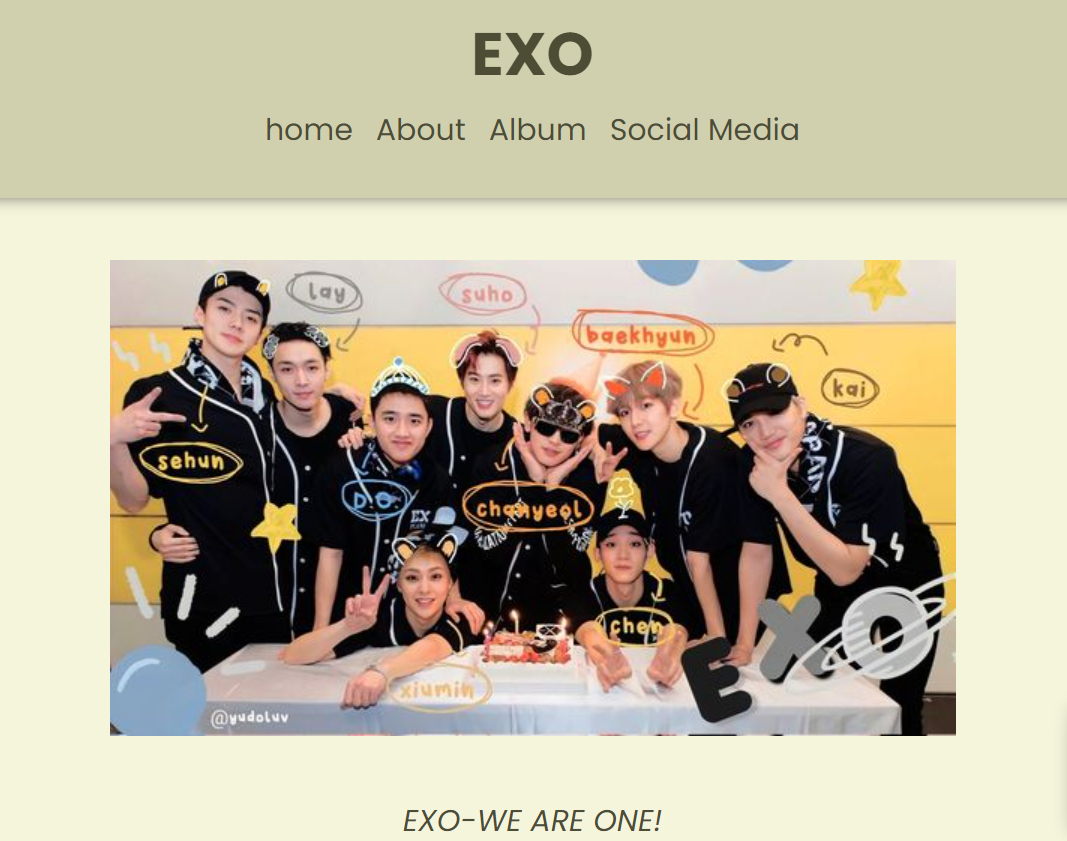 EXO
home About Album Social Media
lay
suho
baekhyun
kai
sehun
D.O.
chanyeol
EX
chen
xiumin
EXO
@yudoluv
EXO-WE ARE ONE!